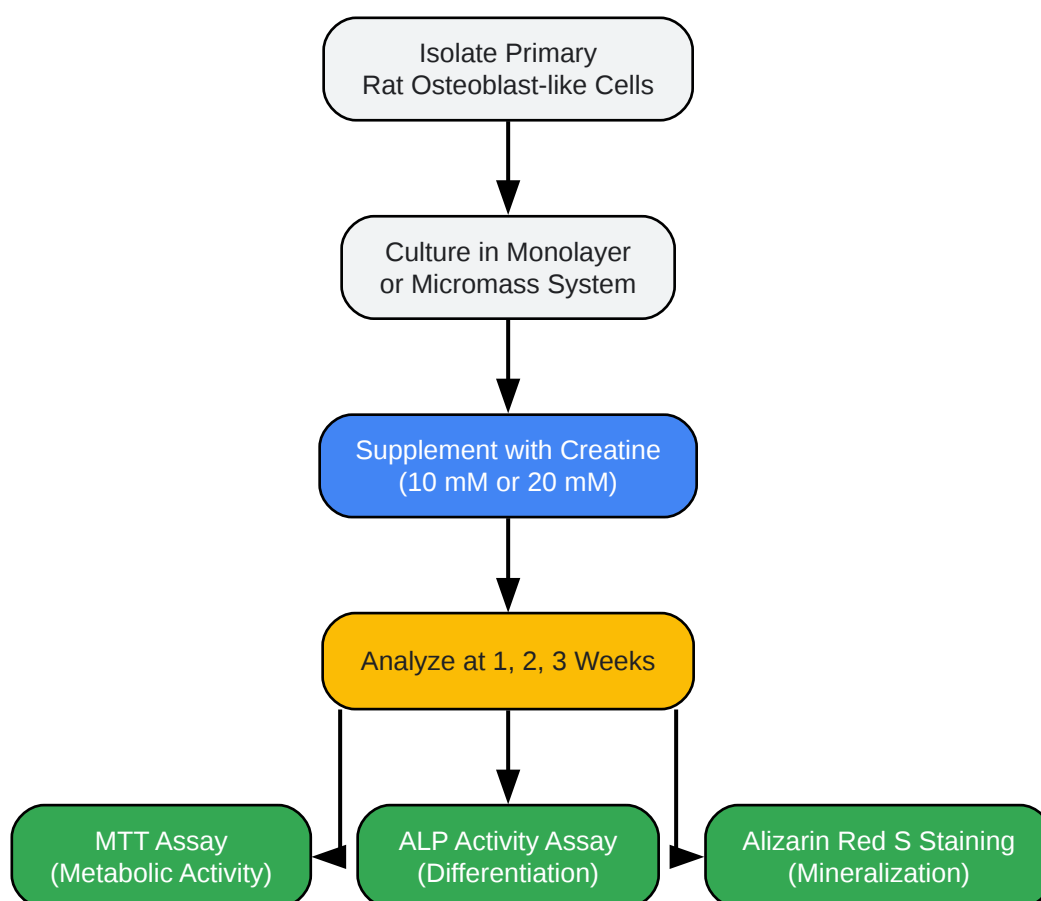 Isolate Primary
Rat Osteoblast-like Cells
Culture in Monolayer
or Micromass System
Supplement with Creatine
(10 mM or 20 mM)
Analyze at 1, 2, 3 Weeks
MTT Assay
(Metabolic Activity)
ALP Activity Assay
(Differentiation)
Alizarin Red S Staining
(Mineralization)